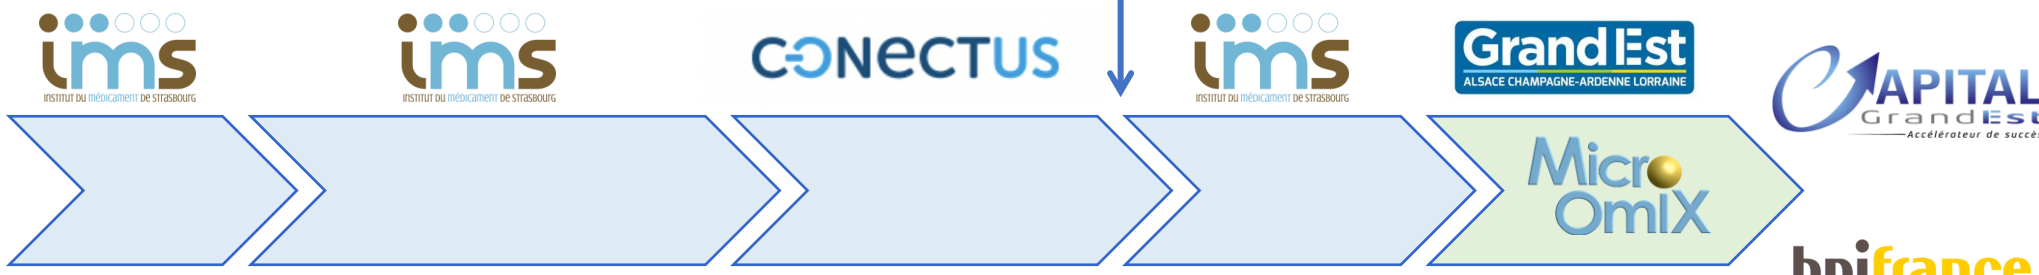 ims
INSTITUT DU médicament DE STRASBOURG
ims
INSTITUT DU médicament DE STRASBOURG
CONECTUS
ims
INSTITUT DU médicament DE STRASBOURG
Grand Est
ALSACE CHAMPAGNE-ARDENNE LORRAINE
CAPITAL
Grand Est
Accélérateur de succès
Micro
OmiX
bpifrance